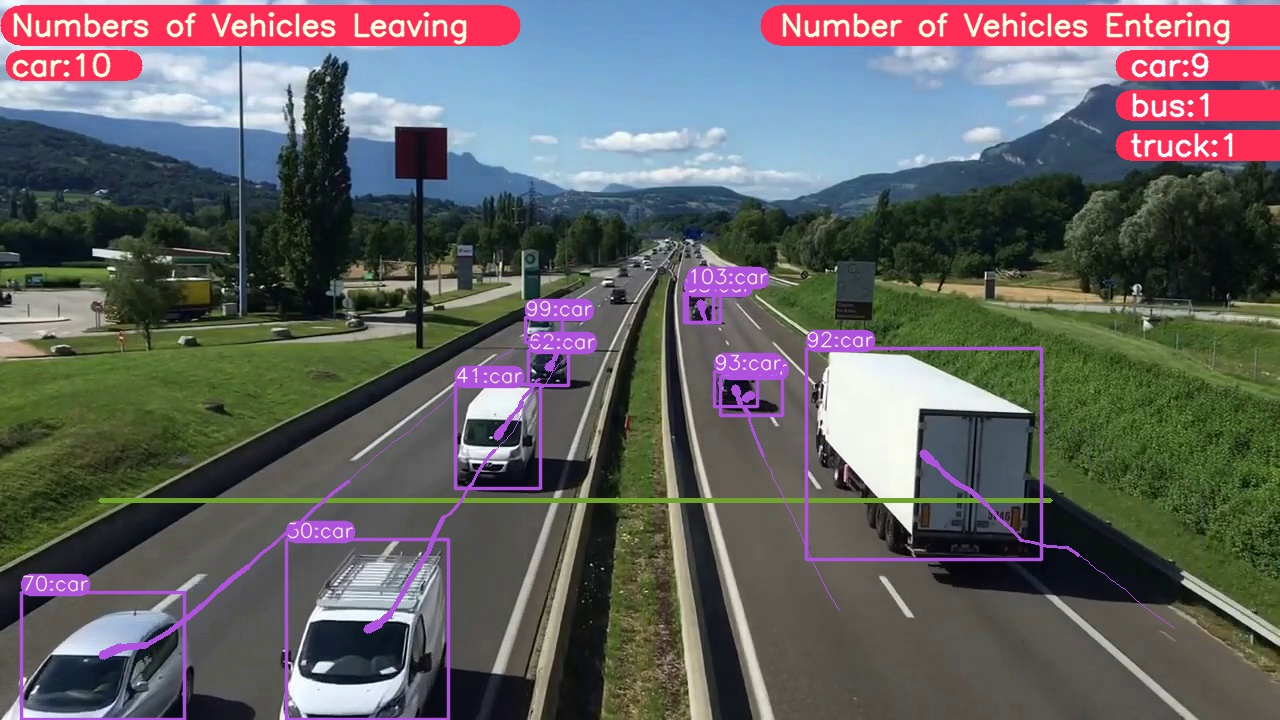 Numbers of Vehicles Leaving
Number of Vehicles Entering
car:10
car:9
bus:1
truck:1
103:car
99:car
62:car
92:car
93:car
41:car
50:car
70:car